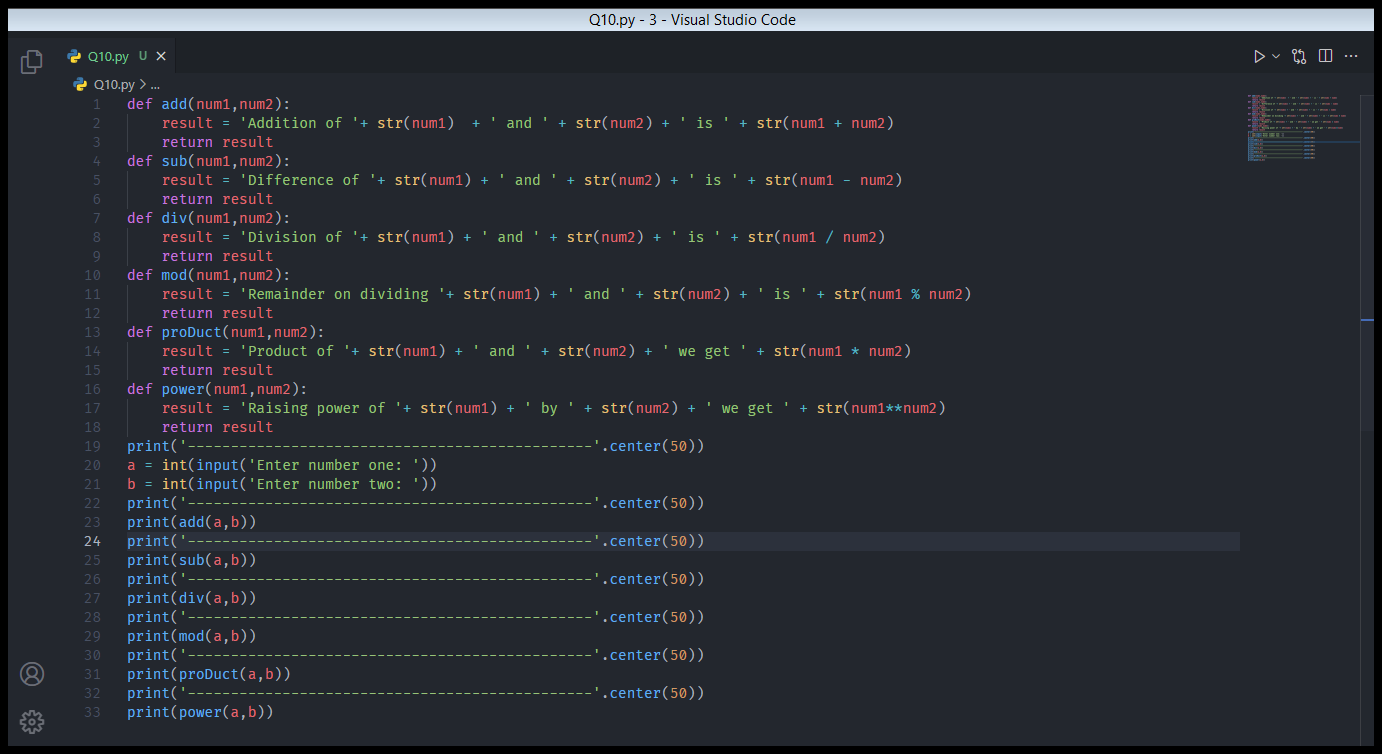 Q10.py - 3 - Visual Studio Code
Q10.py U
Q10.py > ...
1 def add(num1,num2):
2     result = 'Addition of '+ str(num1)  + ' and ' + str(num2) + ' is ' + str(num1 + num2)
3     return result
4 def sub(num1,num2):
5     result = 'Difference of '+ str(num1) + ' and ' + str(num2) + ' is ' + str(num1 - num2)
6     return result
7 def div(num1,num2):
8     result = 'Division of '+ str(num1) + ' and ' + str(num2) + ' is ' + str(num1 / num2)
9     return result
10 def mod(num1,num2):
11     result = 'Remainder on dividing '+ str(num1) + ' and ' + str(num2) + ' is ' + str(num1 % num2)
12     return result
13 def proDuct(num1,num2):
14     result = 'Product of '+ str(num1) + ' and ' + str(num2) + ' we get ' + str(num1 * num2)
15     return result
16 def power(num1,num2):
17     result = 'Raising power of '+ str(num1) + ' by ' + str(num2) + ' we get ' + str(num1**num2)
18     return result
19 print('-----------------------------------------------'.center(50))
20 a = int(input('Enter number one: '))
21 b = int(input('Enter number two: '))
22 print('-----------------------------------------------'.center(50))
23 print(add(a,b))
24 print('-----------------------------------------------'.center(50))
25 print(sub(a,b))
26 print('-----------------------------------------------'.center(50))
27 print(div(a,b))
28 print('-----------------------------------------------'.center(50))
29 print(mod(a,b))
30 print('-----------------------------------------------'.center(50))
31 print(proDuct(a,b))
32 print('-----------------------------------------------'.center(50))
33 print(power(a,b))